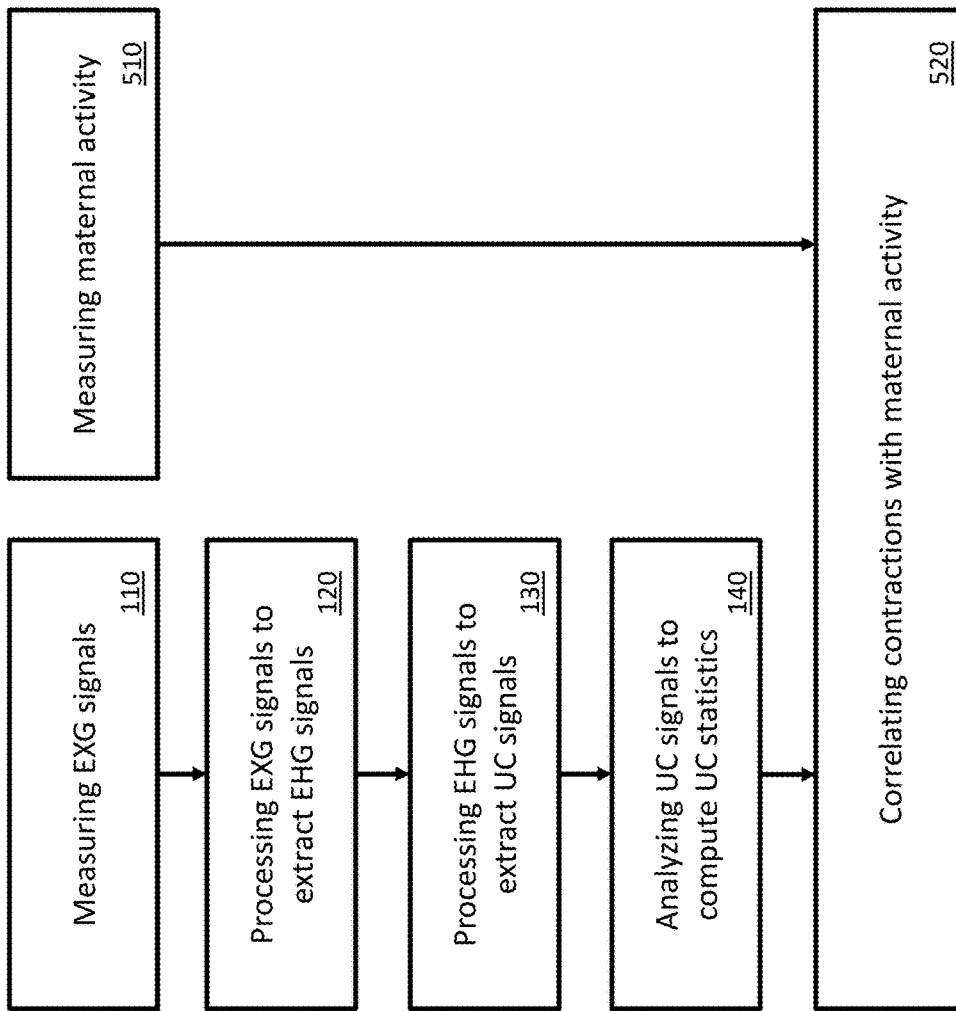 Measuring EXG signals
110
Processing EXG signals to
extract EHG signals
120
Processing EHG signals to
extract UC signals
130
Analyzing UC signals to
compute UC statistics
140
Measuring maternal activity
510
Correlating contractions with maternal activity
520